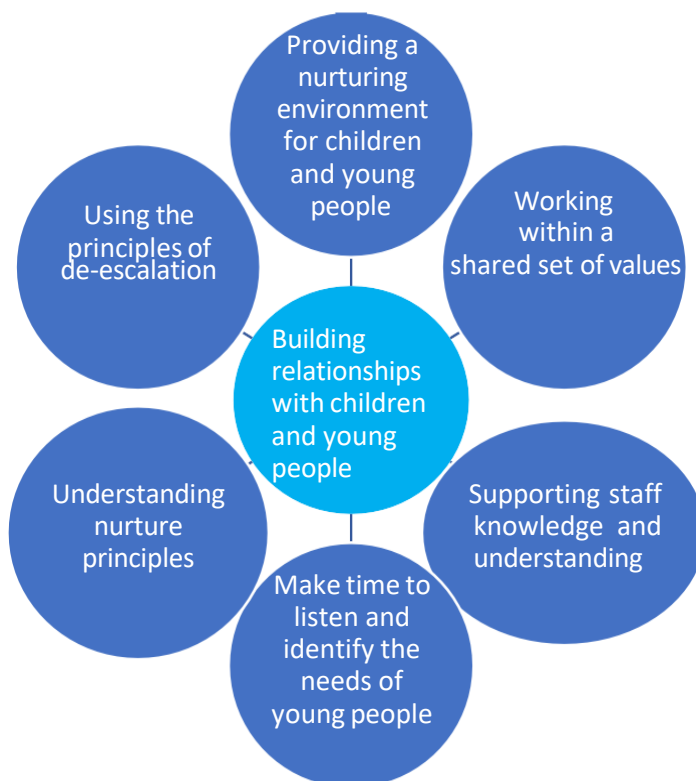 Providing a
nurturing
environment
for children
and young
people
Working
within a
shared set of values
Supporting staff
knowledge and
understanding
Make time to
listen and
identify the
needs of
young people
Understanding
nurture
principles
Using the
principles of
de-escalation
Building
relationships
with children
and young
people